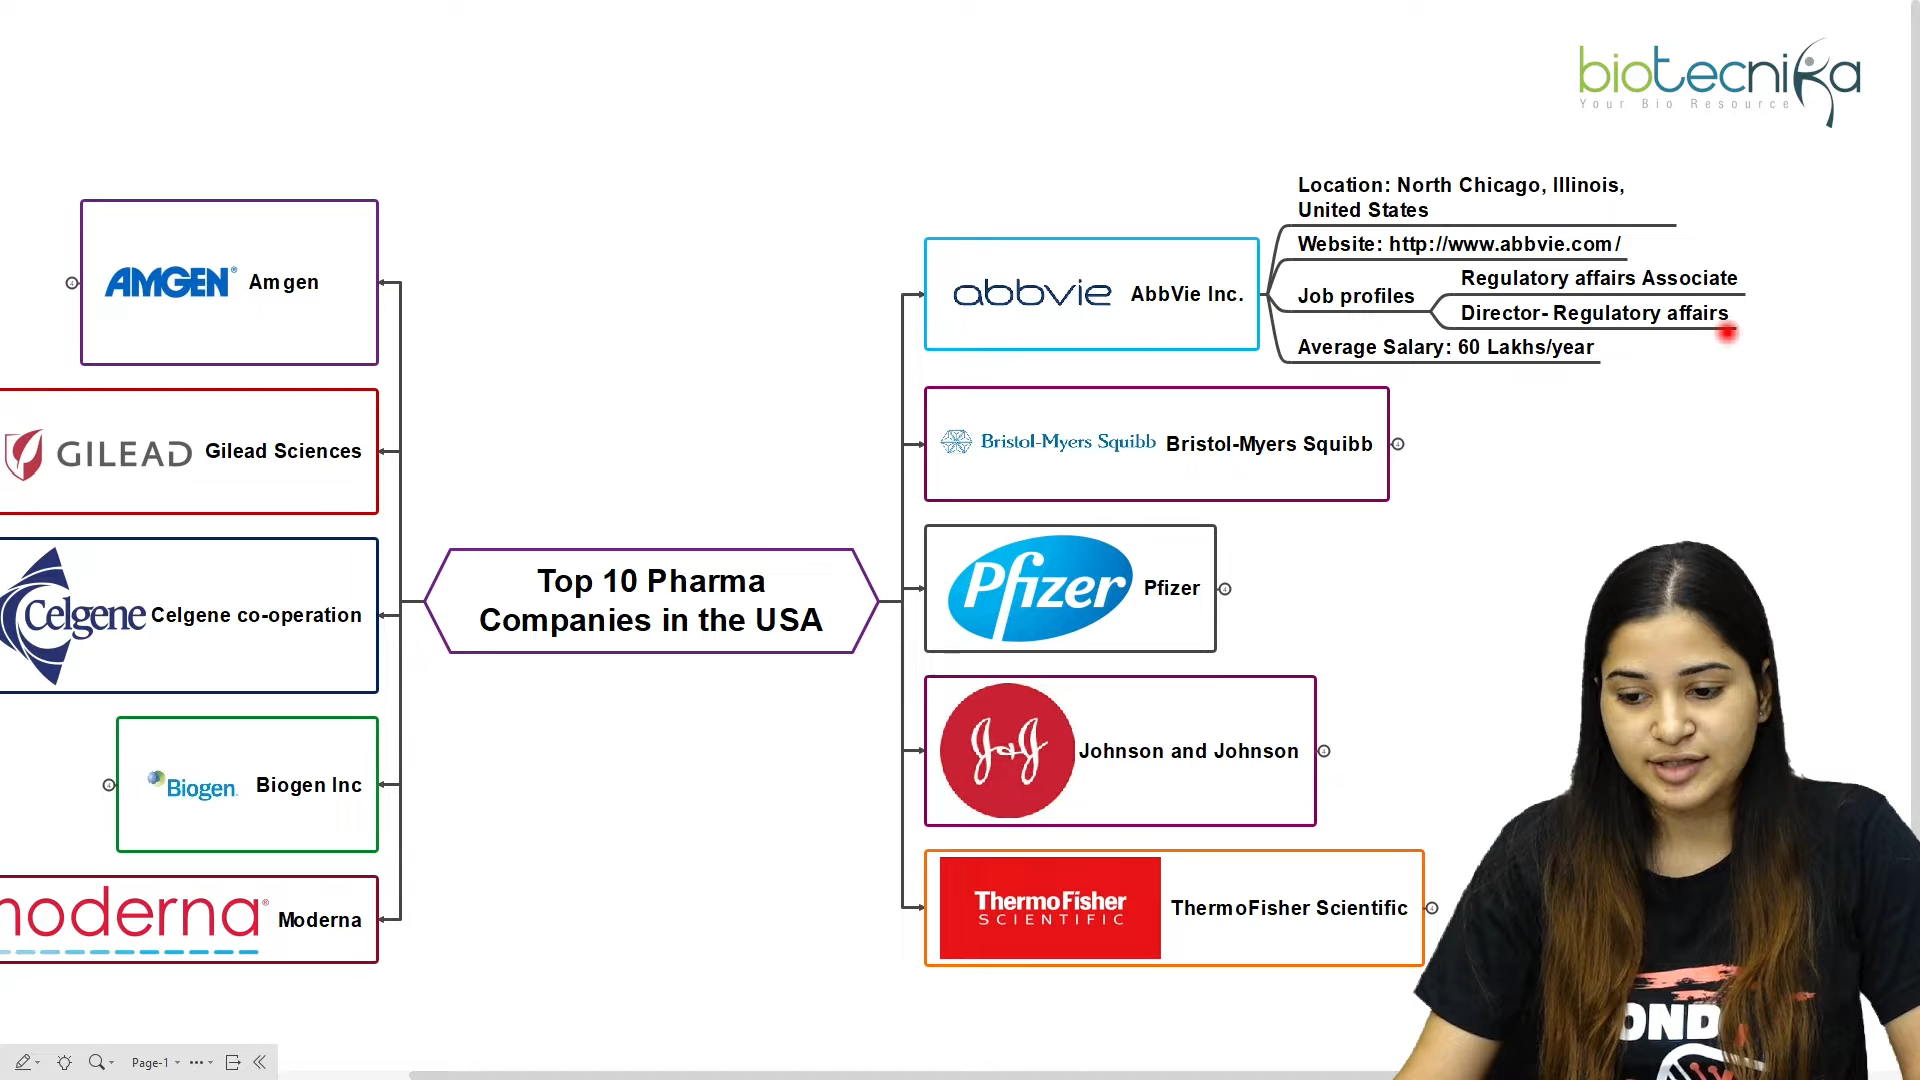 biotecnika
Your Bio Resource
AMGEN® Amgen
GILEAD Gilead Sciences
Celgene Celgene co-operation
Biogen Biogen Inc
moderna® Moderna
Top 10 Pharma
Companies in the USA
abbvie AbbVie Inc.
Location: North Chicago, Illinois,
United States
Website: http://www.abbvie.com/
Job profiles
Regulatory affairs Associate
Director- Regulatory affairs
Average Salary: 60 Lakhs/year
Bristol-Myers Squibb Bristol-Myers Squibb
Pfizer Pfizer
J&J Johnson and Johnson
ThermoFisher
SCIENTIFIC
ThermoFisher Scientific
Page-1